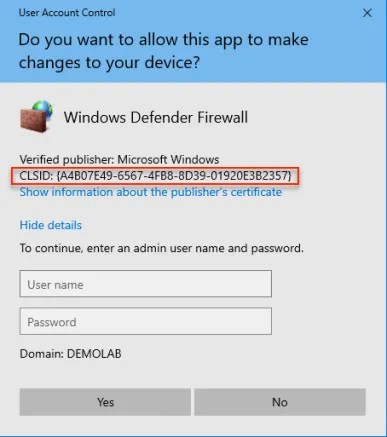 User Account Control
Do you want to allow this app to make
changes to your device?
Windows Defender Firewall
Verified publisher: Microsoft Windows
CLSID: {A4B07E49-6567-4FB8-8D39-01920E3B2357}
Show information about the publisher's certificate
Hide details
To continue, enter an admin user name and password.
User name
Password
Domain: DEMOLAB
Yes
No